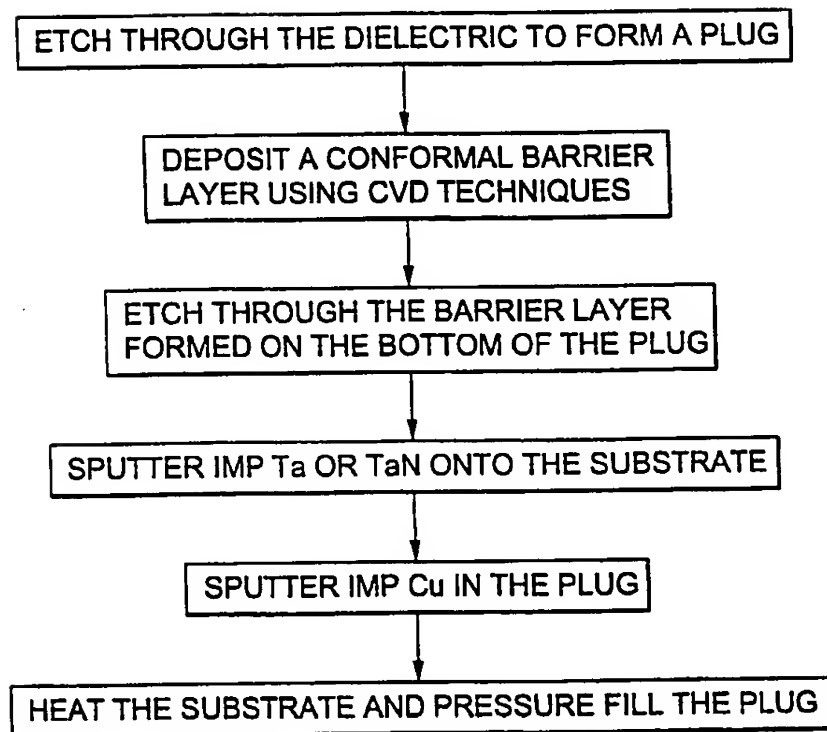 ETCH THROUGH THE DIELECTRIC TO FORM A PLUG
DEPOSIT A CONFORMAL BARRIER
LAYER USING CVD TECHNIQUES
ETCH THROUGH THE BARRIER LAYER
FORMED ON THE BOTTOM OF THE PLUG
SPUTTER IMP Ta OR TaN ONTO THE SUBSTRATE
SPUTTER IMP Cu IN THE PLUG
HEAT THE SUBSTRATE AND PRESSURE FILL THE PLUG